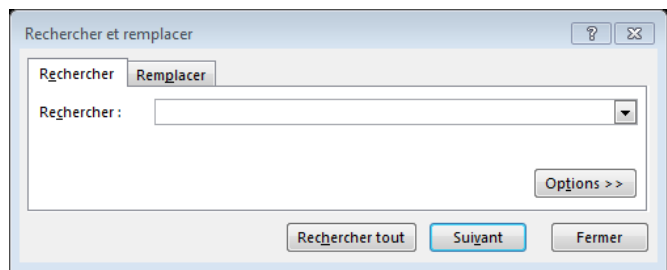 Rechercher et remplacer
Rechercher Remplacer
Rechercher :
Options >>
Rechercher tout Suivant Fermer